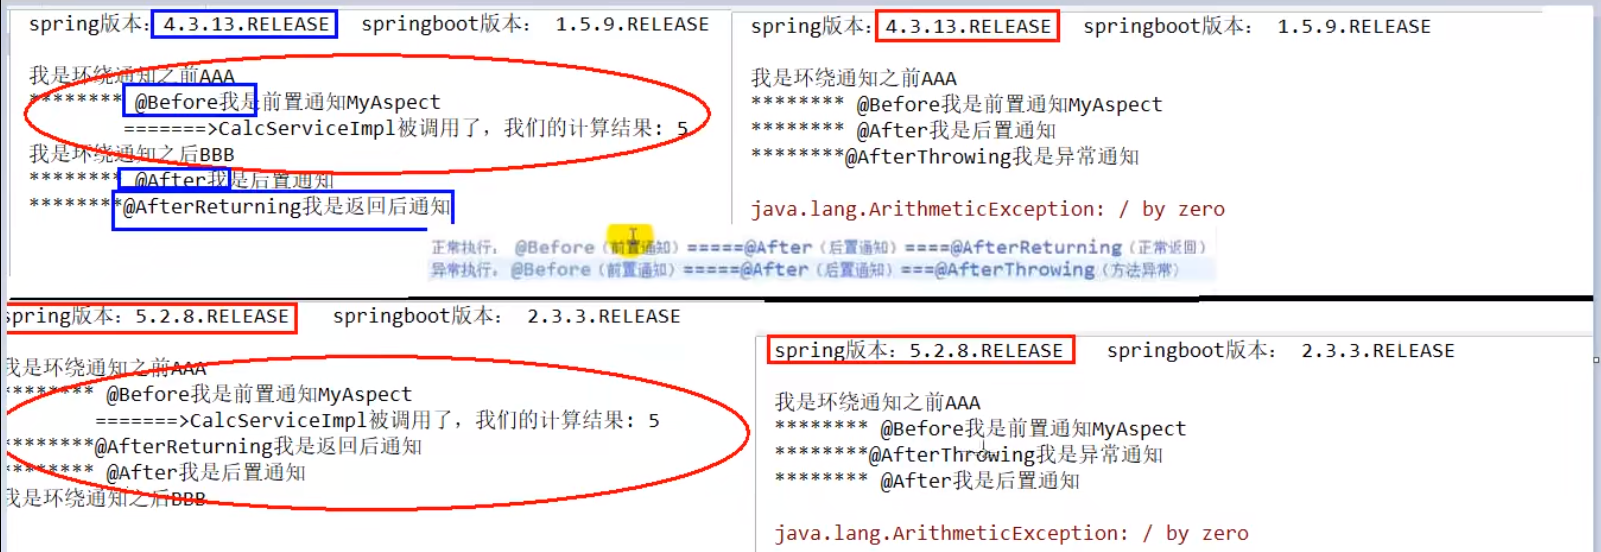 spring版本：4.3.13.RELEASE springboot版本： 1.5.9.RELEASE
我是环绕通知之前AAA
******** @Before我是前置通知MyAspect
=======>CalcServiceImpl被调用了，我们的计算结果: 5
我是环绕通知之后BBB
******** @After我是后置通知
********@AfterReturning我是返回后通知
spring版本：4.3.13.RELEASE springboot版本： 1.5.9.RELEASE
我是环绕通知之前AAA
******** @Before我是前置通知MyAspect
******** @After我是后置通知
********@AfterThrowing我是异常通知
java.lang.ArithmeticException: / by zero
正常执行， @Before（前置通知）=====@After（后置通知）====@AfterReturning（正常返回）
异常执行， @Before（前置通知）=====@After（后置通知）===@AfterThrowing（方法异常）
spring版本：5.2.8.RELEASE springboot版本： 2.3.3.RELEASE
我是环绕通知之前AAA
******** @Before我是前置通知MyAspect
=======>CalcServiceImpl被调用了，我们的计算结果: 5
********@AfterReturning我是返回后通知
******** @After我是后置通知
我是环绕通知之后BBB
spring版本：5.2.8.RELEASE springboot版本： 2.3.3.RELEASE
我是环绕通知之前AAA
******** @Before我是前置通知MyAspect
********@AfterThrowing我是异常通知
******** @After我是后置通知
java.lang.ArithmeticException: / by zero